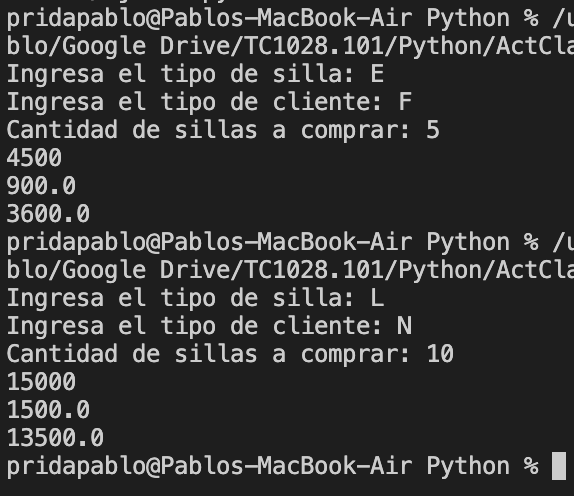 pridapablo@Pablos-MacBook-Air Python % /u
blo/Google Drive/TC1028.101/Python/ActCla
Ingresa el tipo de silla: E
Ingresa el tipo de cliente: F
Cantidad de sillas a comprar: 5
4500
900.0
3600.0
pridapablo@Pablos-MacBook-Air Python % /u
blo/Google Drive/TC1028.101/Python/ActCla
Ingresa el tipo de silla: L
Ingresa el tipo de cliente: N
Cantidad de sillas a comprar: 10
15000
1500.0
13500.0
pridapablo@Pablos-MacBook-Air Python %